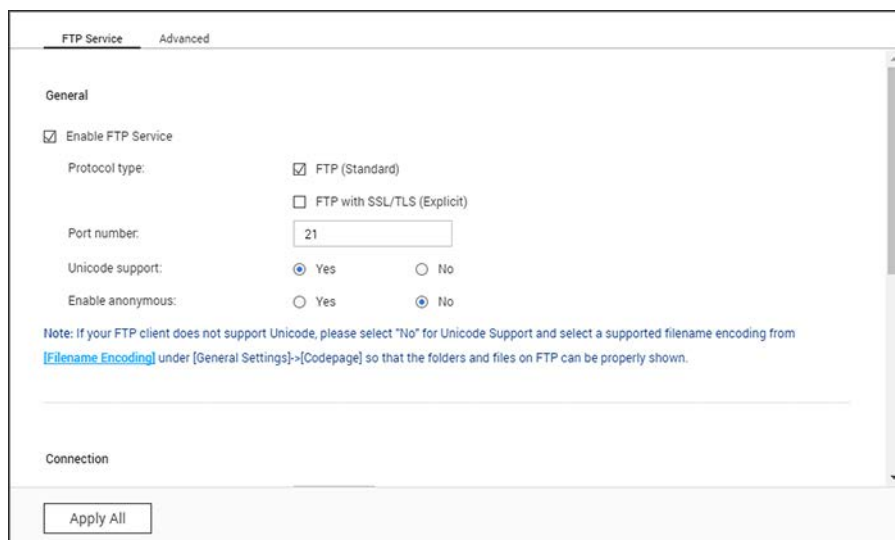 FTP Service Advanced
General
Enable FTP Service
Protocol type: FTP (Standard)
FTP with SSL/TLS (Explicit)
Port number: 21
Unicode support: Yes No
Enable anonymous: Yes No
Note: If your FTP client does not support Unicode, please select "No" for Unicode Support and select a supported filename encoding from
[Filename Encoding] under [General Settings]->[Codepage] so that the folders and files on FTP can be properly shown.
Connection
Apply All